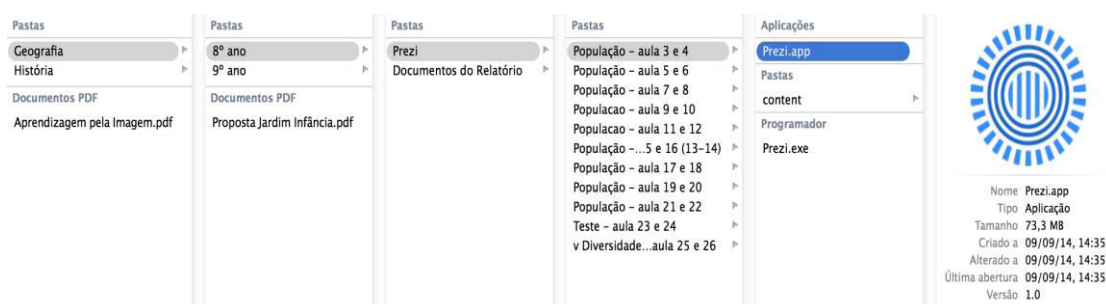 Pastas
Geografia
História
Documentos PDF
Aprendizagem pela Imagem.pdf
Pastas
8º ano
9º ano
Documentos PDF
Proposta Jardim Infância.pdf
Pastas
Prezi
Documentos do Relatório
Pastas
População – aula 3 e 4
População – aula 5 e 6
População – aula 7 e 8
Populacao – aula 9 e 10
Populacao – aula 11 e 12
População –...5 e 16 (13–14)
População – aula 17 e 18
População – aula 19 e 20
População – aula 21 e 22
Teste – aula 23 e 24
v Diversidade...aula 25 e 26
Aplicações
Prezi.app
Pastas
content
Programador
Prezi.exe
Nome Prezi.app
Tipo Aplicação
Tamanho 73,3 MB
Criado a 09/09/14, 14:35
Alterado a 09/09/14, 14:35
Última abertura 09/09/14, 14:35
Versão 1.0